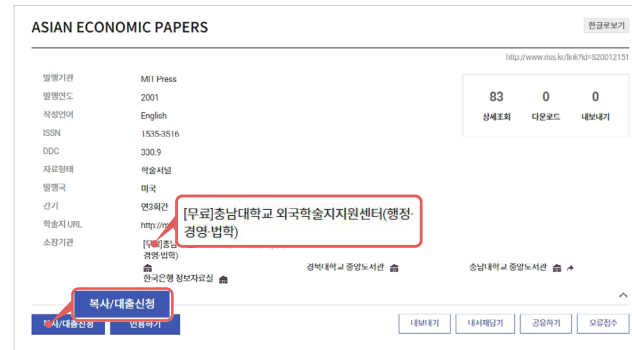 ASIAN ECONOMIC PAPERS
한글로보기
http://www.riss.kr/link?id=S20012151
발행기관 MIT Press
발행연도 2001
작성언어 English
ISSN 1535-3516
DDC 330.9
자료형태 학술저널
발행국 미국
간기 연3회간
학술지 URL http://m
소장기관
83 0 0
상세조회 다운로드 내보내기
[무료]충남대학교 외국학술지지원센터(행정·
경영·법학)
경영·법학)
경북대학교 중앙도서관 충남대학교 중앙도서관
한국은행 정보자료실
복사/대출신청
복사/대출신청 인용하기 내보내기 내서재담기 공유하기 오류접수